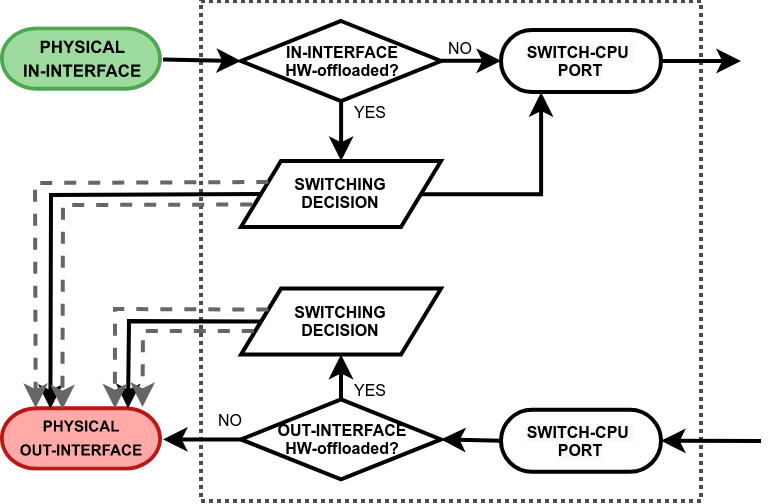 PHYSICAL
IN-INTERFACE
IN-INTERFACE
HW-offloaded?
NO
SWITCH-CPU
PORT
YES
SWITCHING
DECISION
SWITCHING
DECISION
YES
PHYSICAL
OUT-INTERFACE
NO
OUT-INTERFACE
HW-offloaded?
SWITCH-CPU
PORT